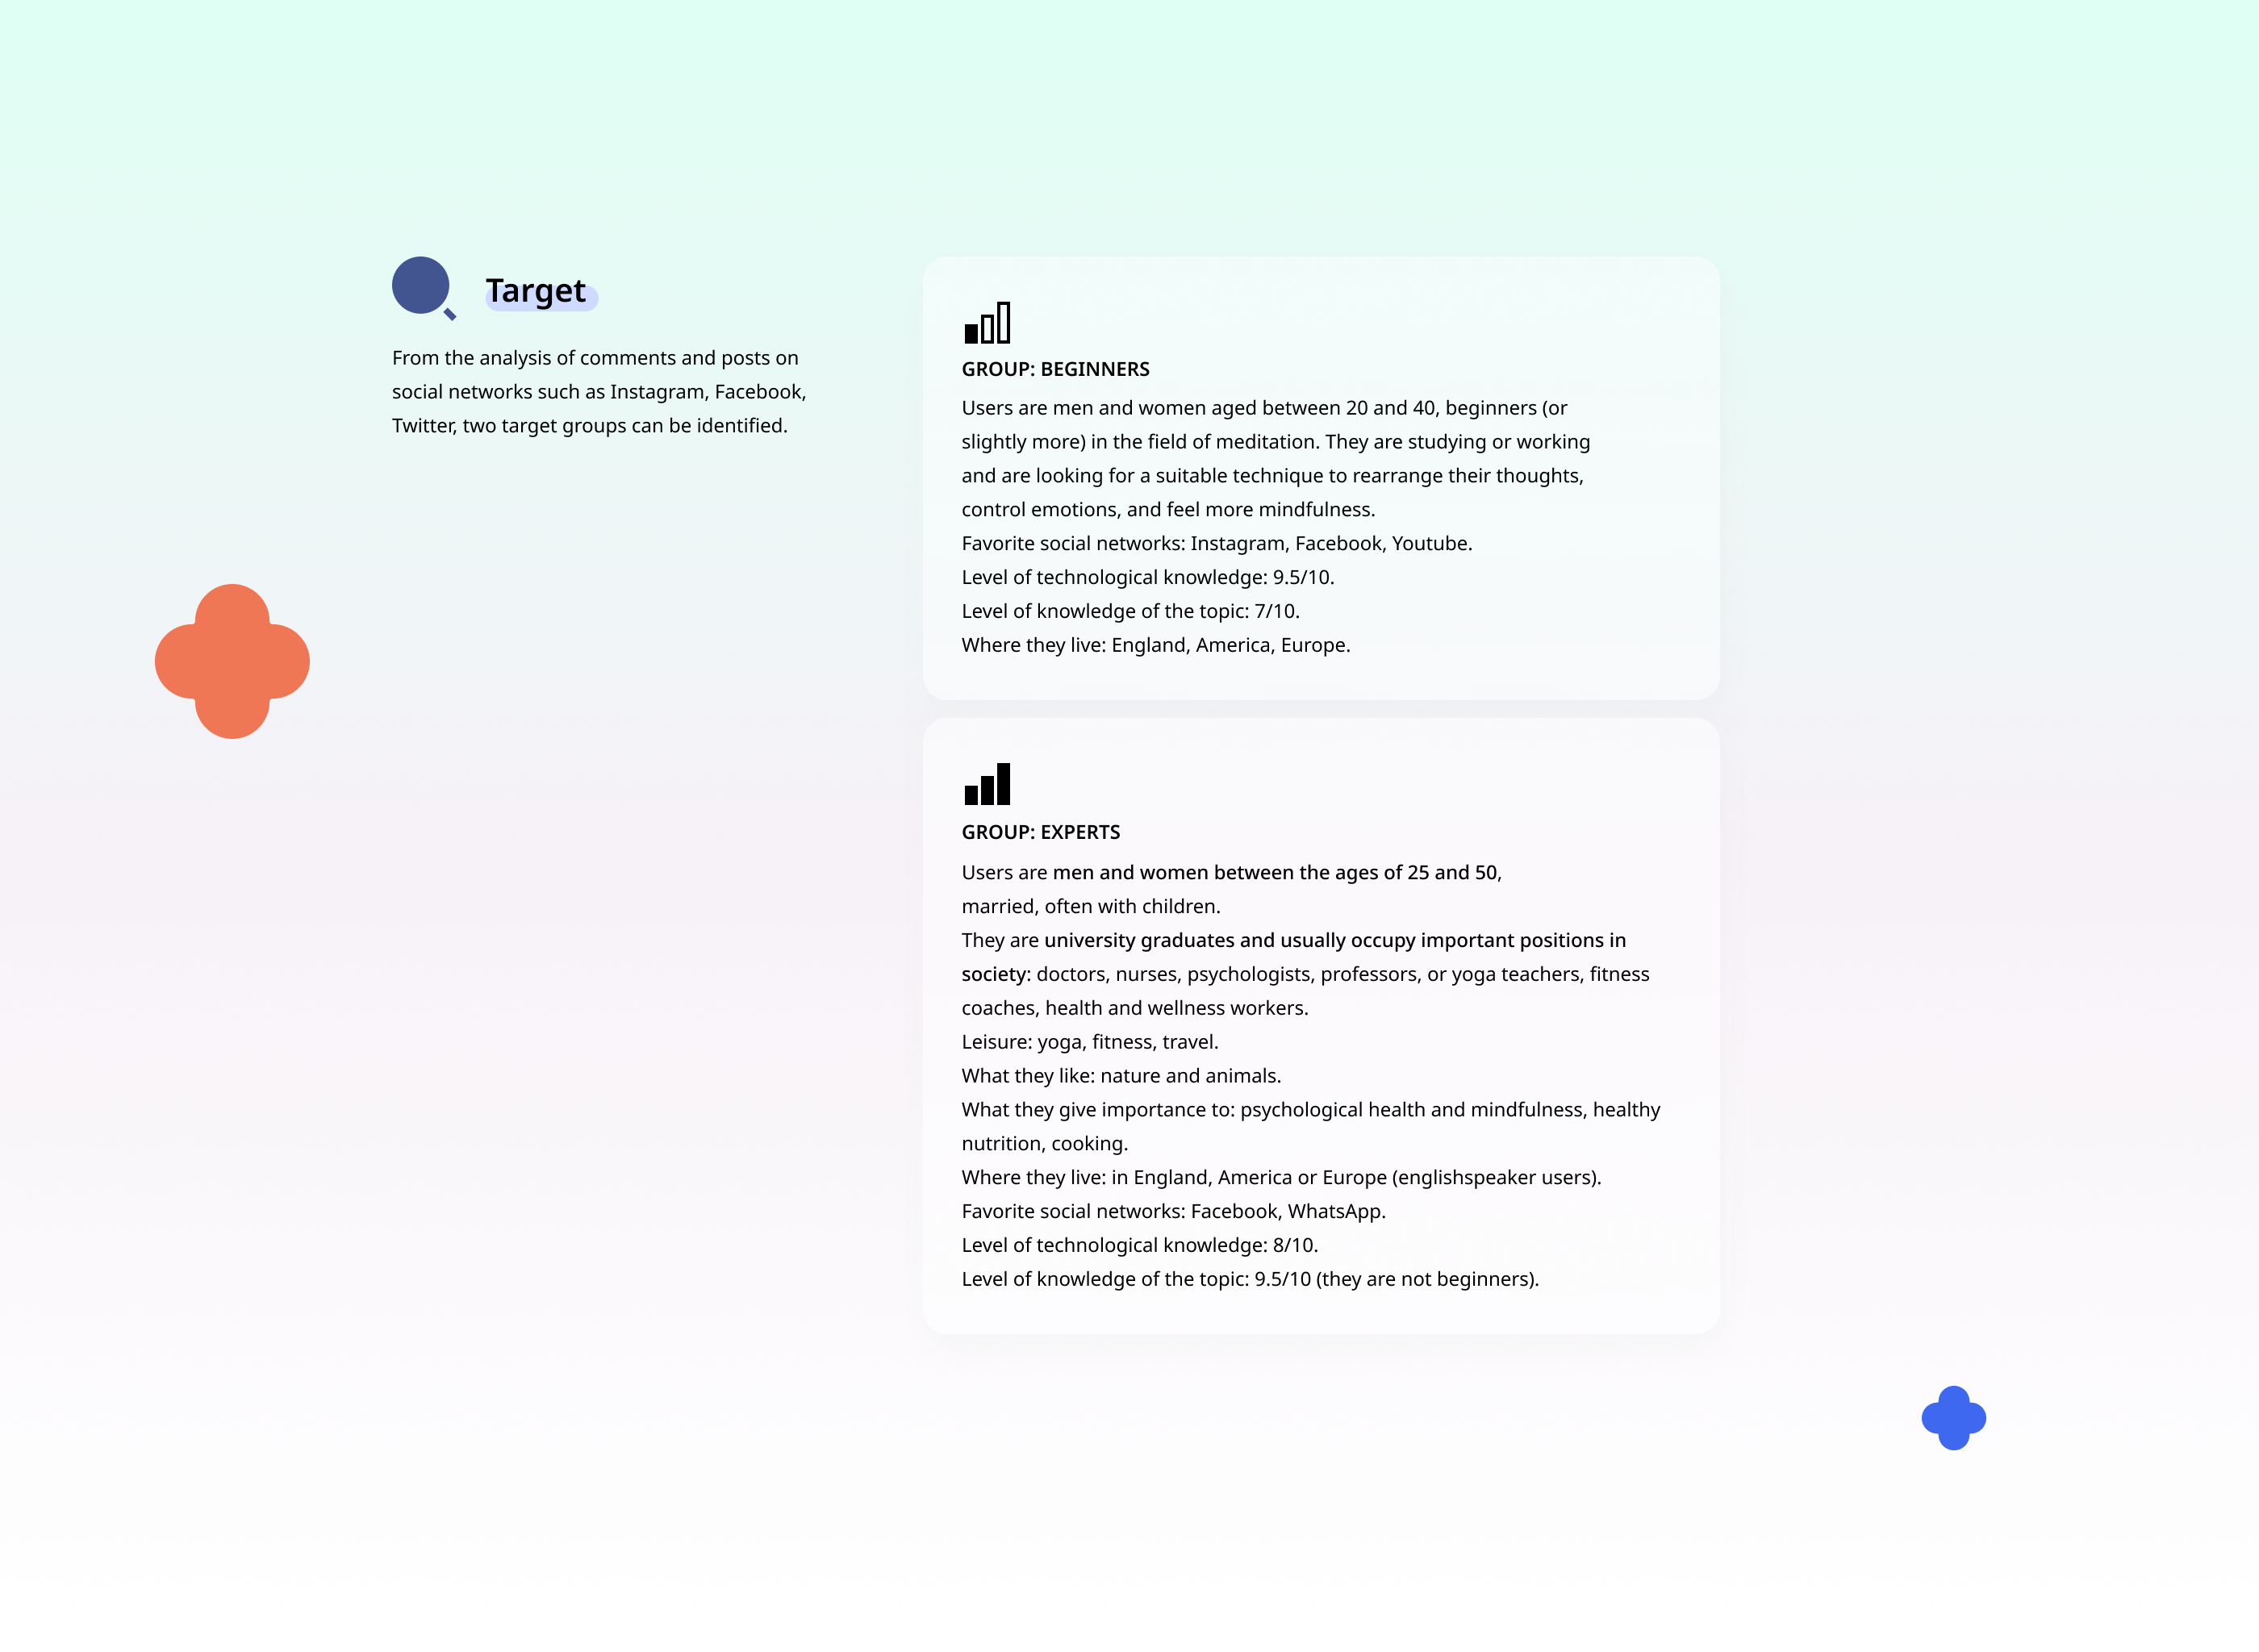 Target
From the analysis of comments and posts on
social networks such as Instagram, Facebook,
Twitter, two target groups can be identified.
GROUP: BEGINNERS
Users are men and women aged between 20 and 40, beginners (or
slightly more) in the field of meditation. They are studying or working
and are looking for a suitable technique to rearrange their thoughts,
control emotions, and feel more mindfulness.
Favorite social networks: Instagram, Facebook, Youtube.
Level of technological knowledge: 9.5/10.
Level of knowledge of the topic: 7/10.
Where they live: England, America, Europe.
GROUP: EXPERTS
Users are men and women between the ages of 25 and 50,
married, often with children.
They are university graduates and usually occupy important positions in
society: doctors, nurses, psychologists, professors, or yoga teachers, fitness
coaches, health and wellness workers.
Leisure: yoga, fitness, travel.
What they like: nature and animals.
What they give importance to: psychological health and mindfulness, healthy
nutrition, cooking.
Where they live: in England, America or Europe (englishspeaker users).
Favorite social networks: Facebook, WhatsApp.
Level of technological knowledge: 8/10.
Level of knowledge of the topic: 9.5/10 (they are not beginners).